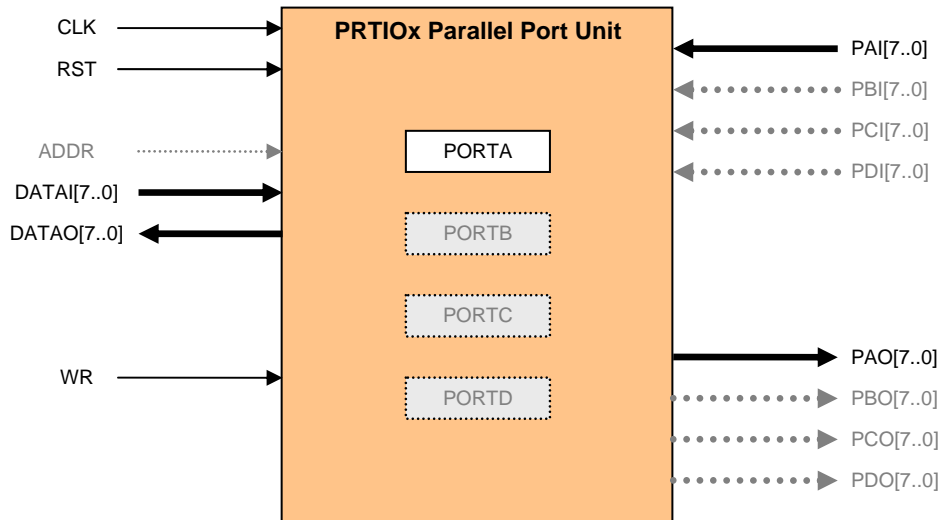 PRTIOx Parallel Port Unit
CLK
RST
ADDR
DATAI[7..0]
DATAO[7..0]
WR
PORTA
PORTB
PORTC
PORTD
PAI[7..0]
PBI[7..0]
PCI[7..0]
PDI[7..0]
PAO[7..0]
PBO[7..0]
PCO[7..0]
PDO[7..0]